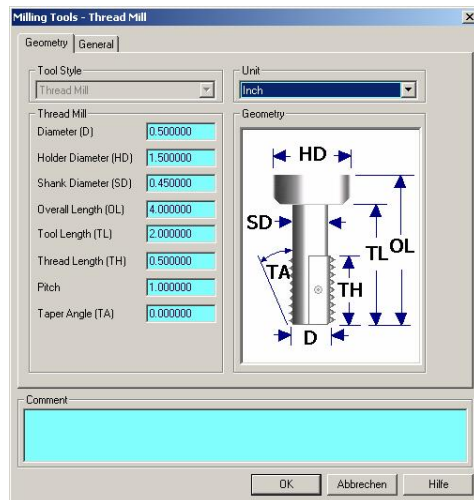 Milling Tools - Thread Mill
Geometry General
Tool Style
Thread Mill
Unit
Inch
Thread Mill
Diameter (D) 0.500000
Holder Diameter (HD) 1.500000
Shank Diameter (SD) 0.450000
Overall Length (OL) 4.000000
Tool Length (TL) 2.000000
Thread Length (TH) 0.500000
Pitch 1.000000
Taper Angle (TA) 0.000000
Geometry
HD
SD
TL OL
TA
TH
D
Comment
OK Abbrechen Hilfe